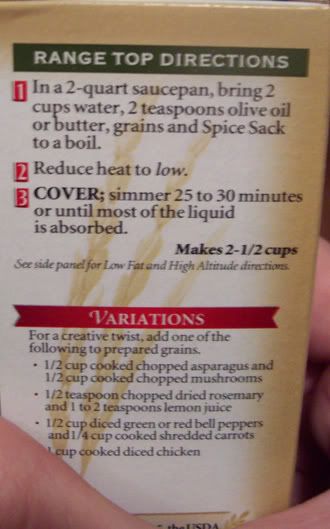 RANGE TOP DIRECTIONS
1 In a 2-quart saucepan, bring 2
cups water, 2 teaspoons olive oil
or butter, grains and Spice Sack
to a boil.
2 Reduce heat to low.
3 COVER; simmer 25 to 30 minutes
or until most of the liquid
is absorbed.
Makes 2-1/2 cups
See side panel for Low Fat and High Altitude directions.
VARIATIONS
For a creative twist, add one of the
following to prepared grains.
• 1/2 cup cooked chopped asparagus and
1/2 cup cooked chopped mushrooms
• 1/2 teaspoon chopped dried rosemary
and 1 to 2 teaspoons lemon juice
• 1/2 cup diced green or red bell peppers
and 1/4 cup cooked shredded carrots
cup cooked diced chicken
the USDA